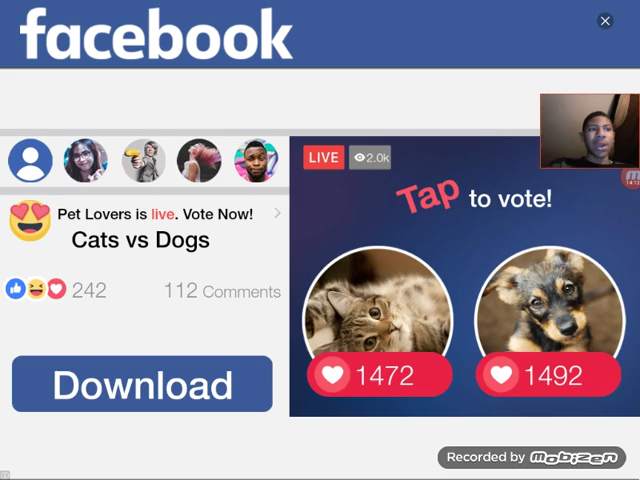 facebook
LIVE 2.0k
Tap to vote!
Pet Lovers is live. Vote Now!
Cats vs Dogs
242 112 Comments
Download
1472 1492
Recorded by mobizen